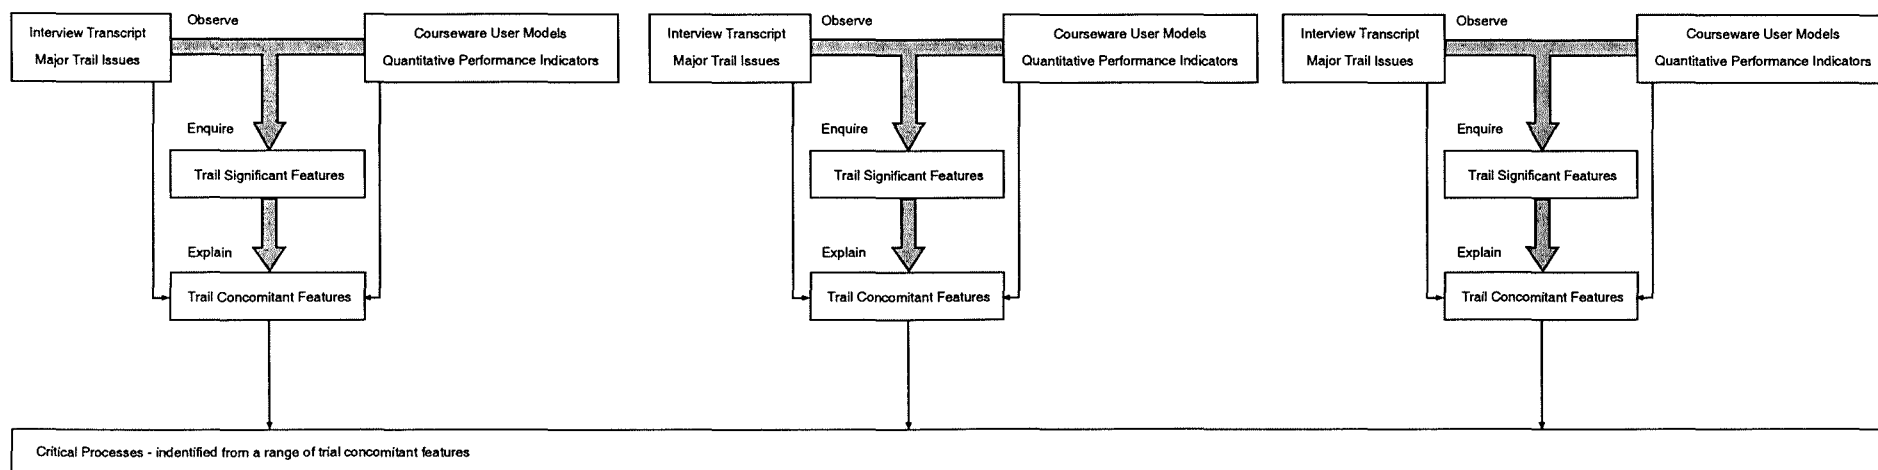 Observe
Interview Transcript
Major Trail Issues
Courseware User Models
Quantitative Performance Indicators
Enquire
Trail Significant Features
Explain
Trail Concomitant Features
Observe
Interview Transcript
Major Trail Issues
Courseware User Models
Quantitative Performance Indicators
Enquire
Trail Significant Features
Explain
Trail Concomitant Features
Observe
Interview Transcript
Major Trail Issues
Courseware User Models
Quantitative Performance Indicators
Enquire
Trail Significant Features
Explain
Trail Concomitant Features
Critical Processes - indentified from a range of trial concomitant features